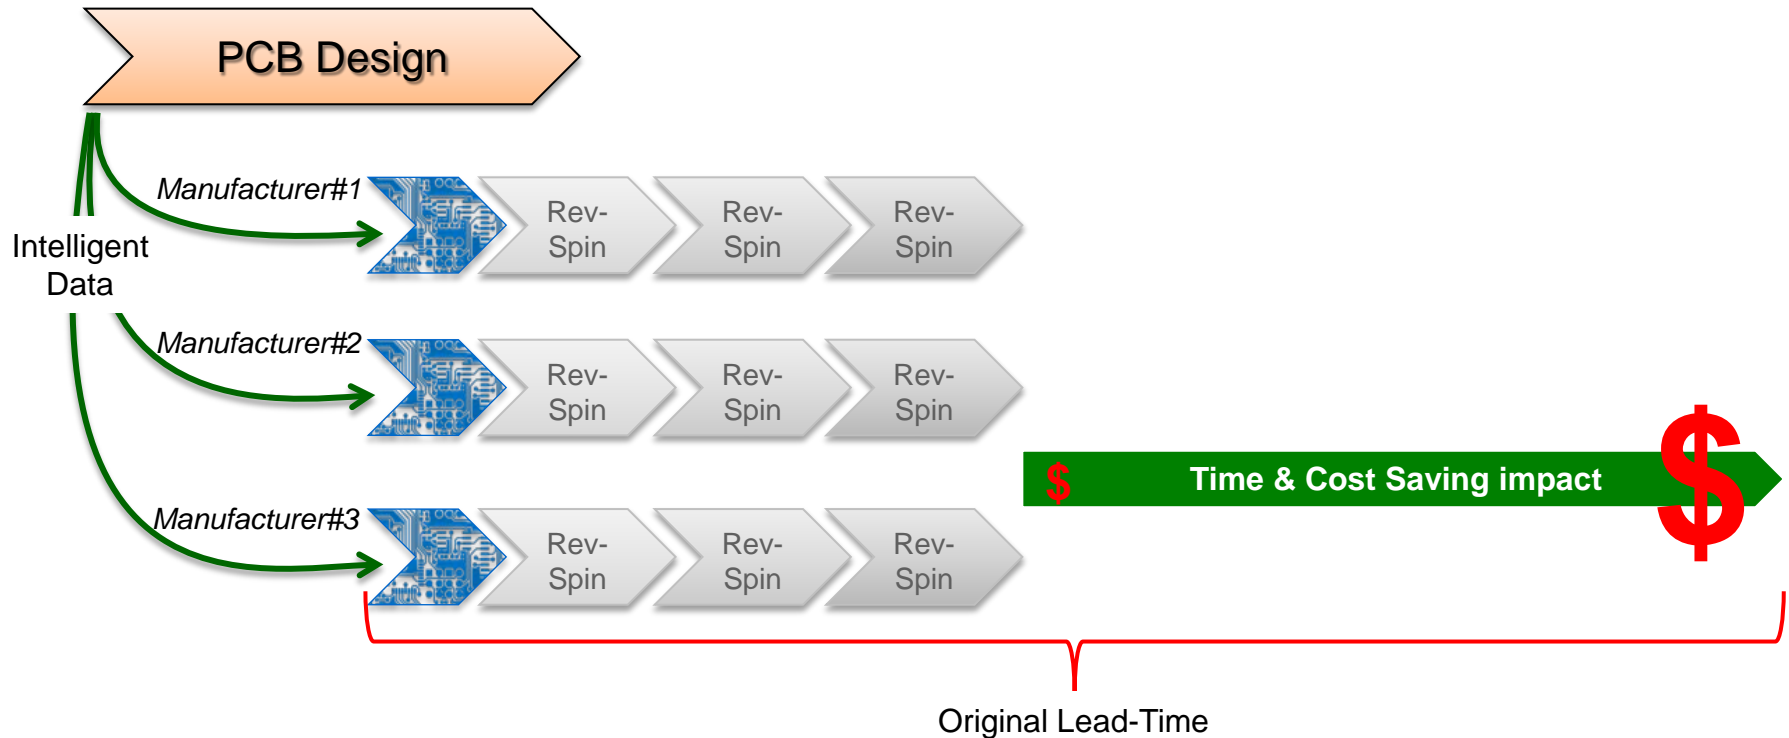 PCB Design
Manufacturer#1
Rev-
Spin
Rev-
Spin
Rev-
Spin
Intelligent
Data
Manufacturer#2
Rev-
Spin
Rev-
Spin
Rev-
Spin
$ Time & Cost Saving impact $
Manufacturer#3
Rev-
Spin
Rev-
Spin
Rev-
Spin
Original Lead-Time